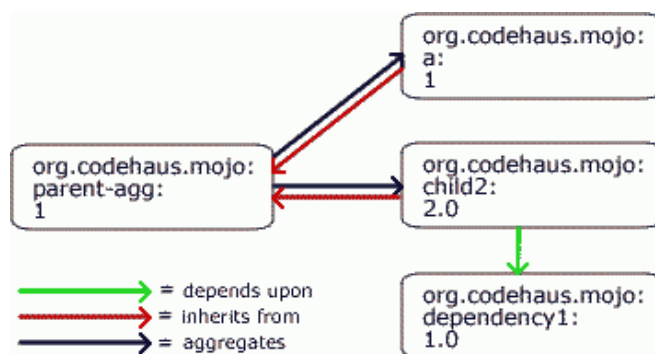 org.codehaus.mojo:
a:
1
org.codehaus.mojo:
parent-agg:
1
org.codehaus.mojo:
child2:
2.0
org.codehaus.mojo:
dependency1:
1.0
= depends upon
= inherits from
= aggregates